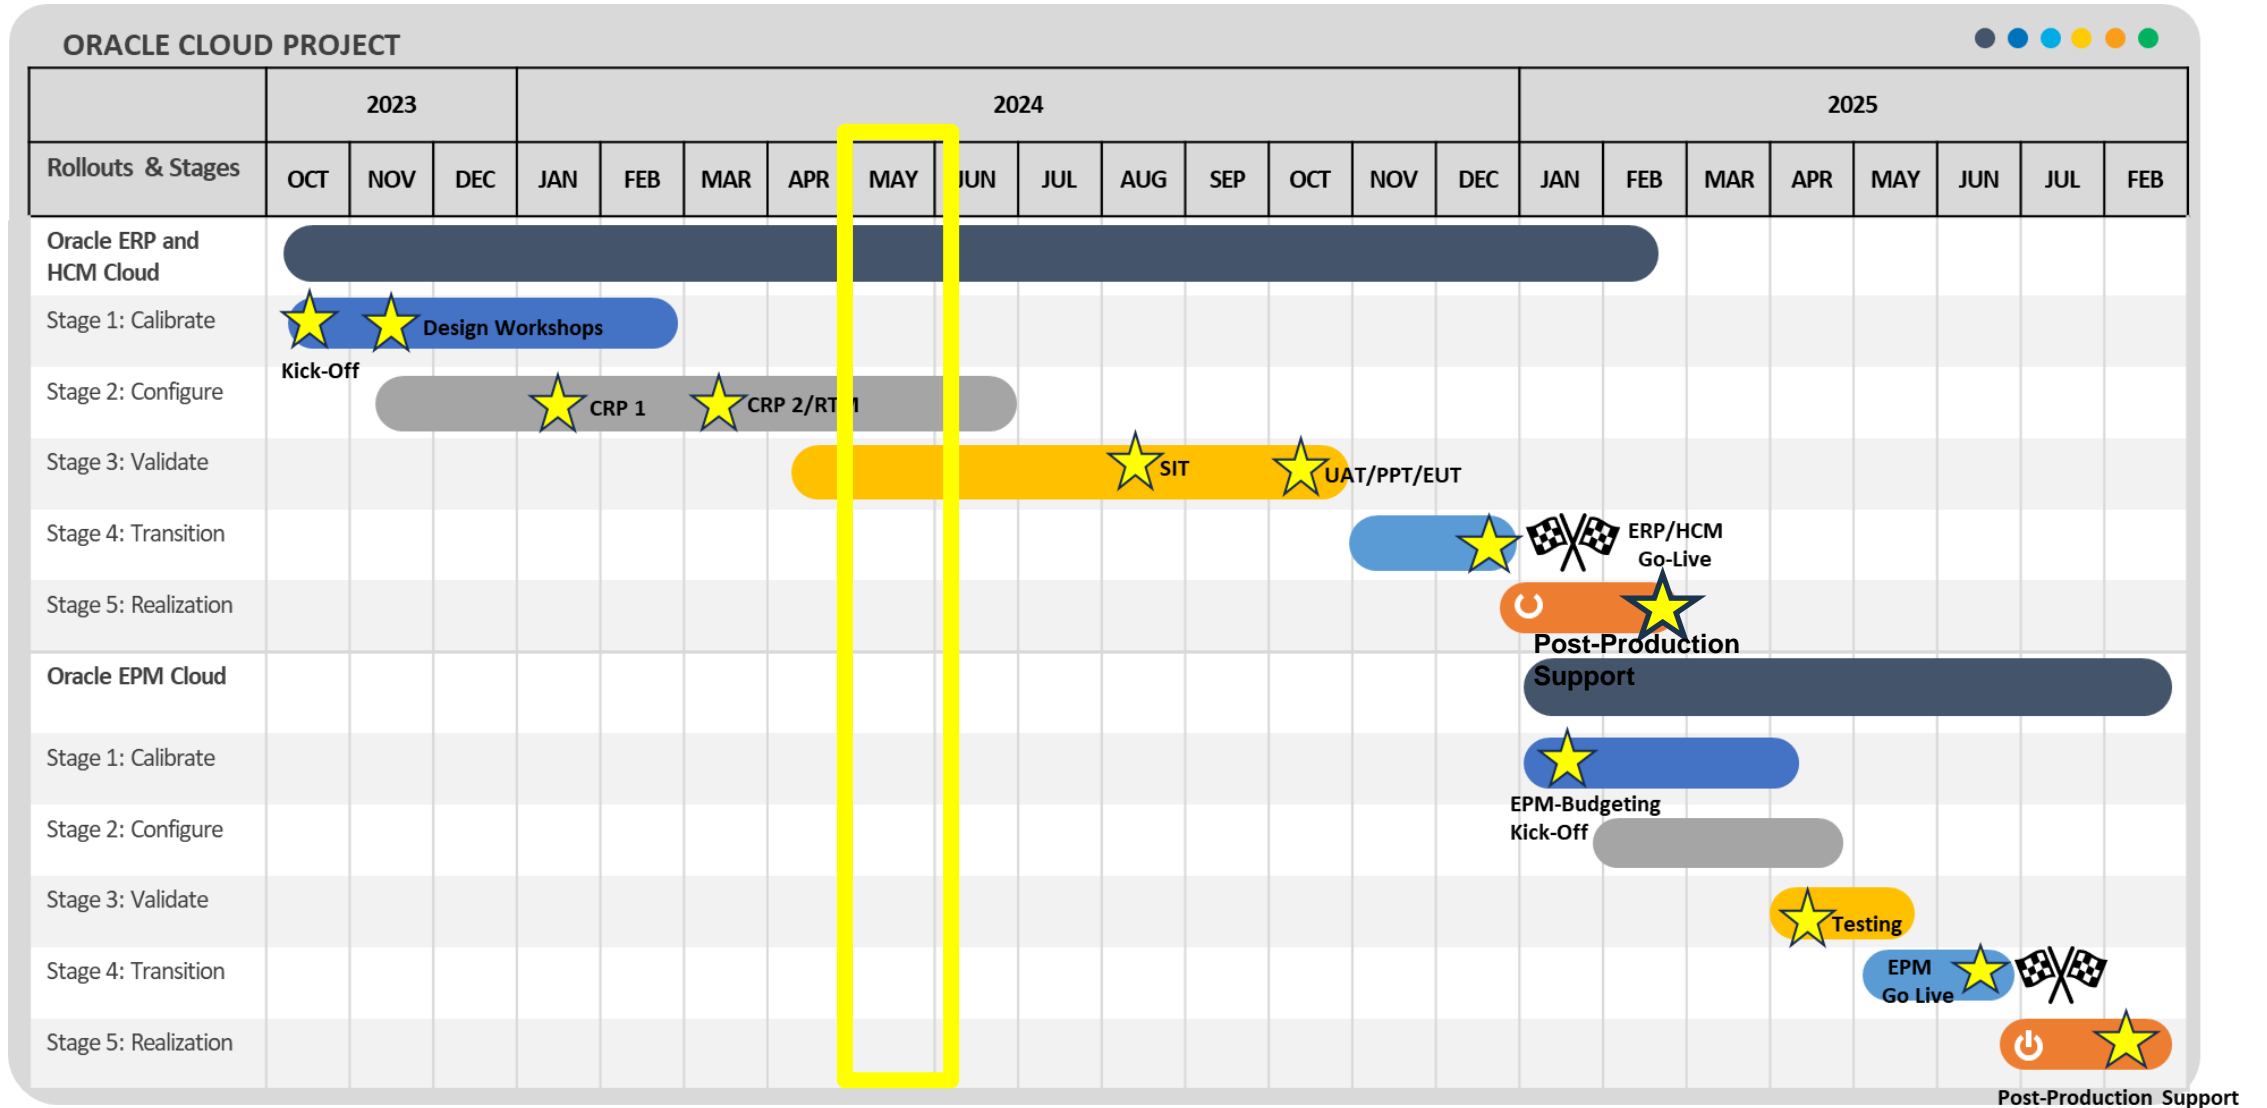 ORACLE CLOUD PROJECT
2023 2024 2025
Rollouts & Stages OCT NOV DEC JAN FEB MAR APR MAY JUN JUL AUG SEP OCT NOV DEC JAN FEB MAR APR MAY JUN JUL FEB
Oracle ERP and
HCM Cloud
Stage 1: Calibrate
Design Workshops
Kick-Off
Stage 2: Configure
CRP 1
CRP 2/RTM
Stage 3: Validate
SIT
UAT/PPT/EUT
Stage 4: Transition
ERP/HCM
Go-Live
Stage 5: Realization
Post-Production
Support
Oracle EPM Cloud
Stage 1: Calibrate
EPM-Budgeting
Kick-Off
Stage 2: Configure
Stage 3: Validate
Testing
Stage 4: Transition
EPM
Go Live
Stage 5: Realization
Post-Production Support